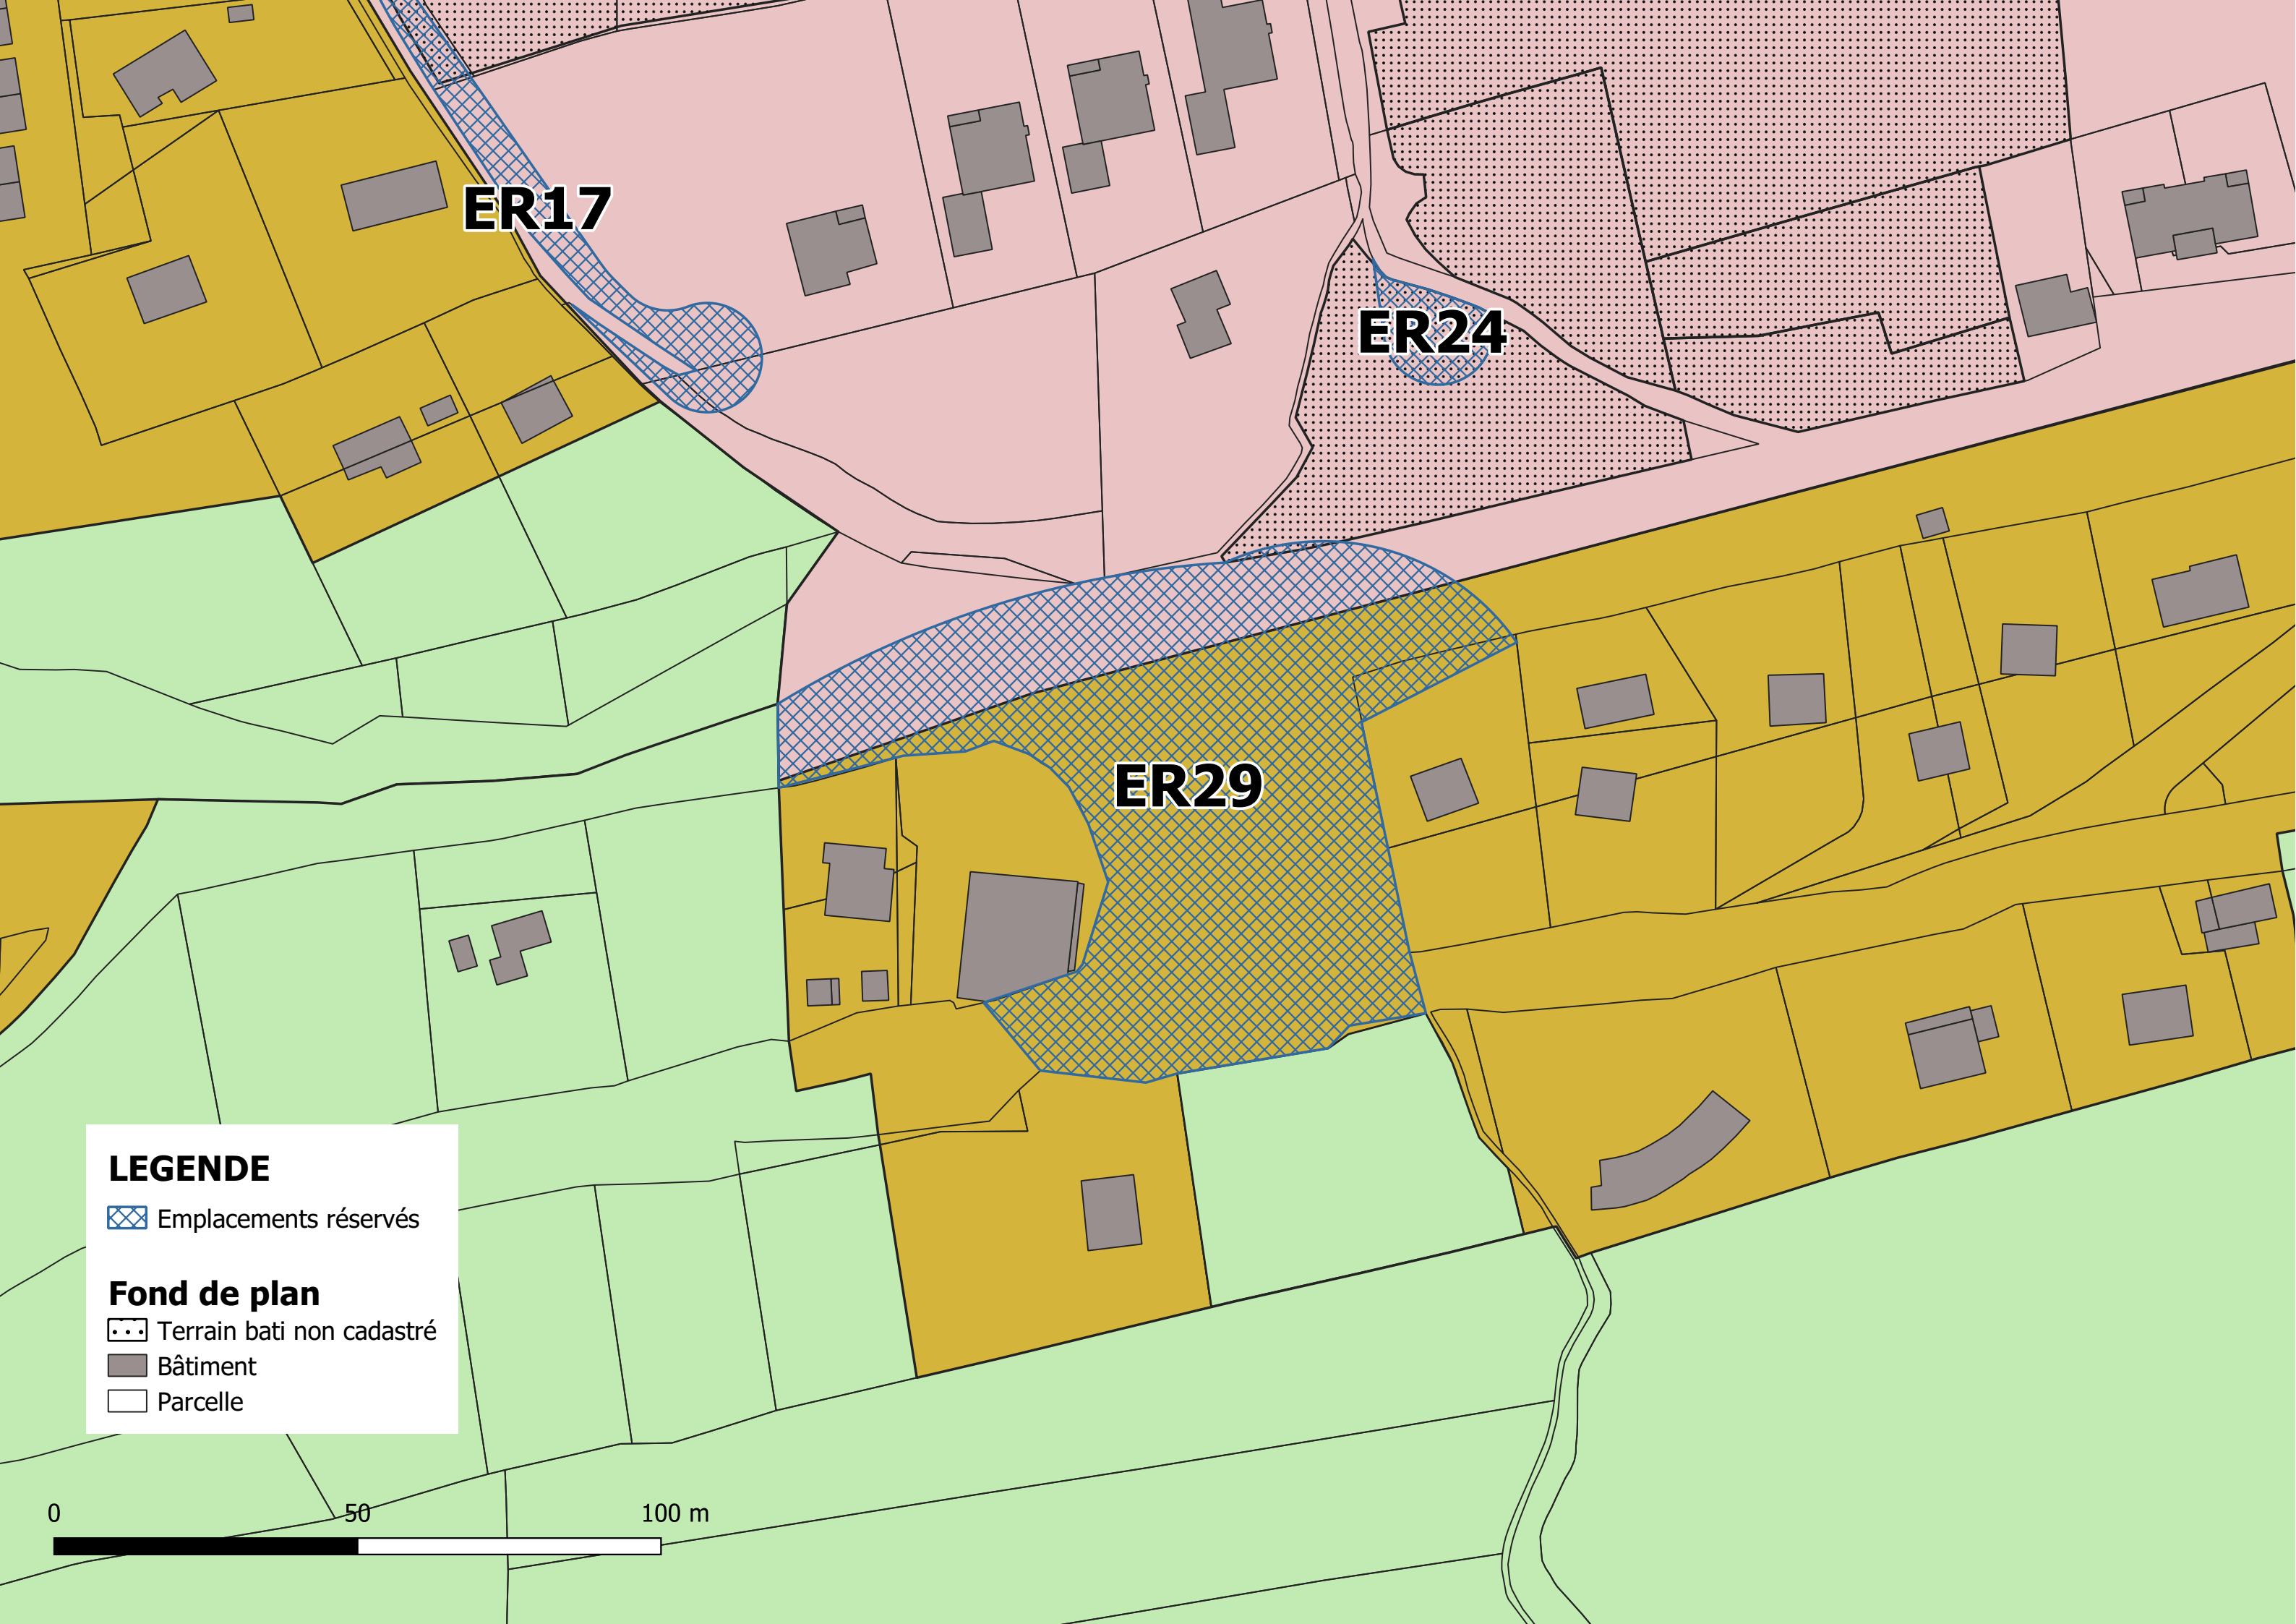 ER17
ER24
ER29
LEGENDE
Emplacements réservés
Fond de plan
Terrain bati non cadastré
Bâtiment
Parcelle
0 50 100 m